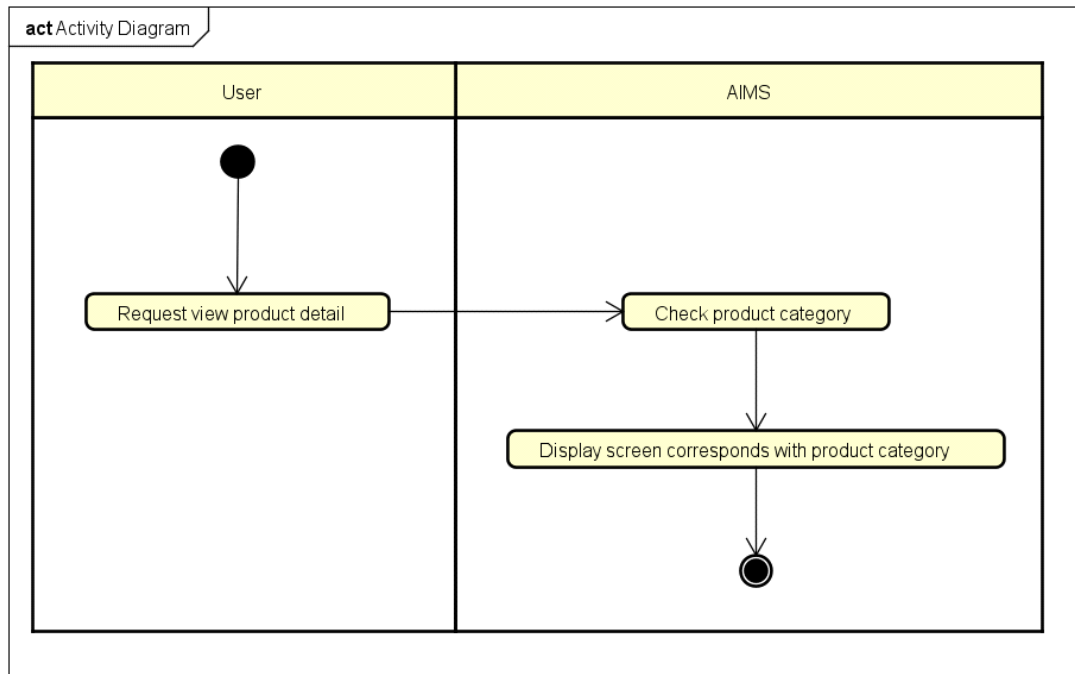 act Activity Diagram
User
AIMS
Request view product detail
Check product category
Display screen corresponds with product category